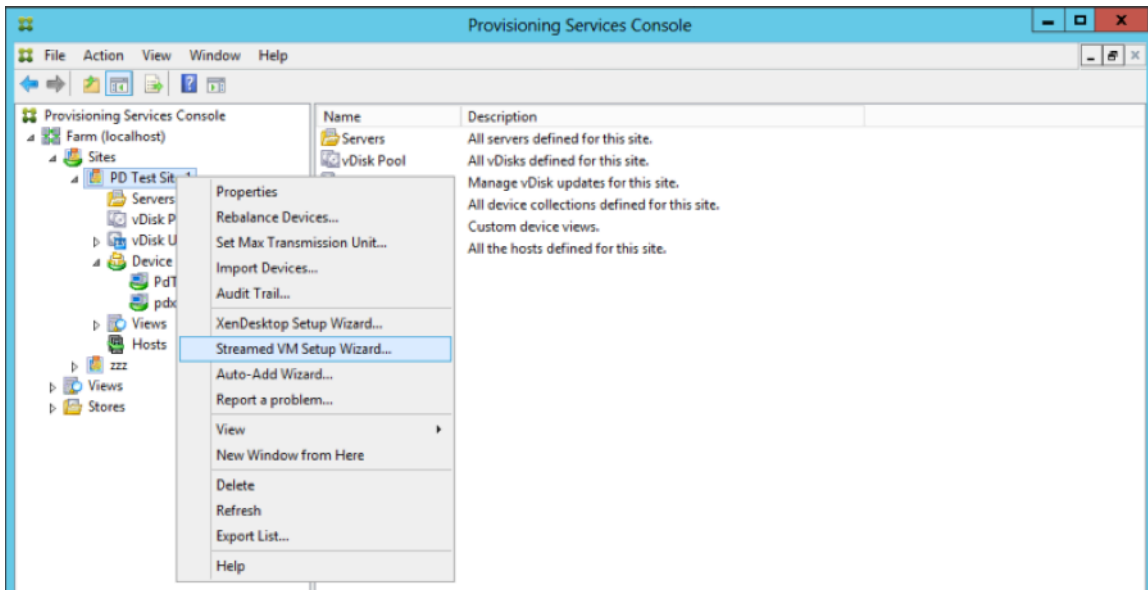 Provisioning Services Console
File Action View Window Help
Provisioning Services Console
Farm (localhost)
Sites
PD Test Sit
Servers
vDisk P
vDisk U
Device
PdT
pdx
Views
Hosts
zzz
Views
Stores
Properties
Rebalance Devices...
Set Max Transmission Unit...
Import Devices...
Audit Trail...
XenDesktop Setup Wizard...
Streamed VM Setup Wizard...
Auto-Add Wizard...
Report a problem...
View
New Window from Here
Delete
Refresh
Export List...
Help
Name Description
Servers All servers defined for this site.
vDisk Pool All vDisks defined for this site.
Manage vDisk updates for this site.
All device collections defined for this site.
Custom device views.
All the hosts defined for this site.